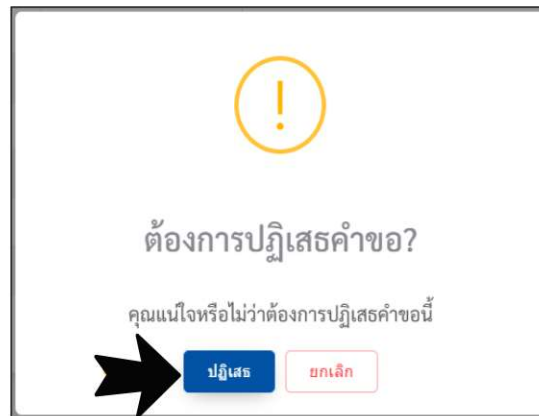 !
ต้องการปฏิเสธคำขอ?
คุณแน่ใจหรือไม่ว่าต้องการปฏิเสธคำขอนี้
ปฏิเสธ ยกเลิก